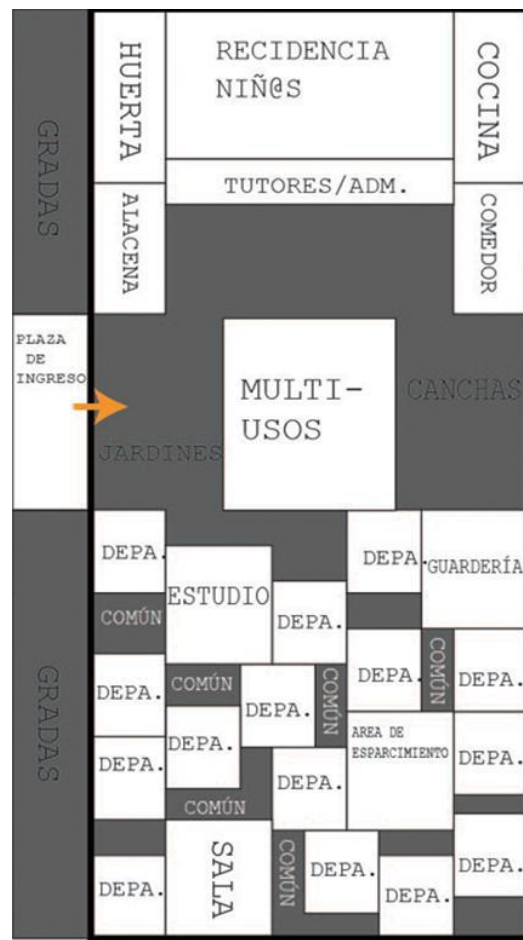 HUERTA
RECIDENCIA
NIÑ@S
COCINA
GRADAS
TUTORES/ADM.
ALACENA
COMEDOR
PLAZA
DE
INGRESO
MULTI-
USOS
CANCHAS
JARDINES
DEPA.
DEPA.
GUARDERÍA
ESTUDIO
COMÚN
DEPA.
GRADAS
COMÚN
DEPA.
COMÚN
DEPA.
COMÚN
DEPA.
DEPA.
DEPA.
DEPA.
AREA DE
ESPARCIMIENTO
DEPA.
DEPA.
DEPA.
COMÚN
SALA
COMÚN
DEPA.
DEPA.
DEPA.
DEPA.